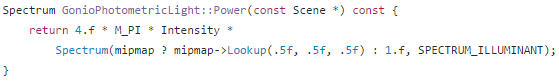 Spectrum GonioPhotometricLight::Power(const Scene *) const {
return 4.f * M_PI * Intensity *
Spectrum(mipmap ? mipmap->Lookup(.5f, .5f, .5f) : 1.f, SPECTRUM_ILLUMINANT);
}